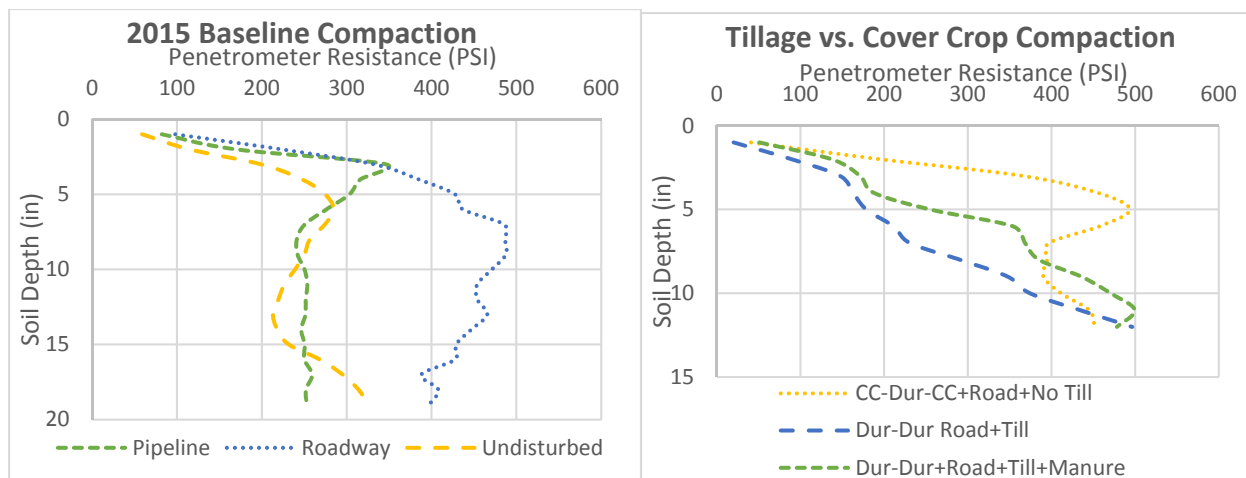 2015 Baseline Compaction
Penetrometer Resistance (PSI)
0 100 200 300 400 500 600
0
5
10
15
20
Soil Depth (in)
Pipeline Roadway Undisturbed
Tillage vs. Cover Crop Compaction
Penetrometer Resistance (PSI)
0 100 200 300 400 500 600
0
5
10
15
Soil Depth (in)
CC-Dur-CC+Road+No Till
Dur-Dur Road+Till
Dur-Dur+Road+Till+Manure